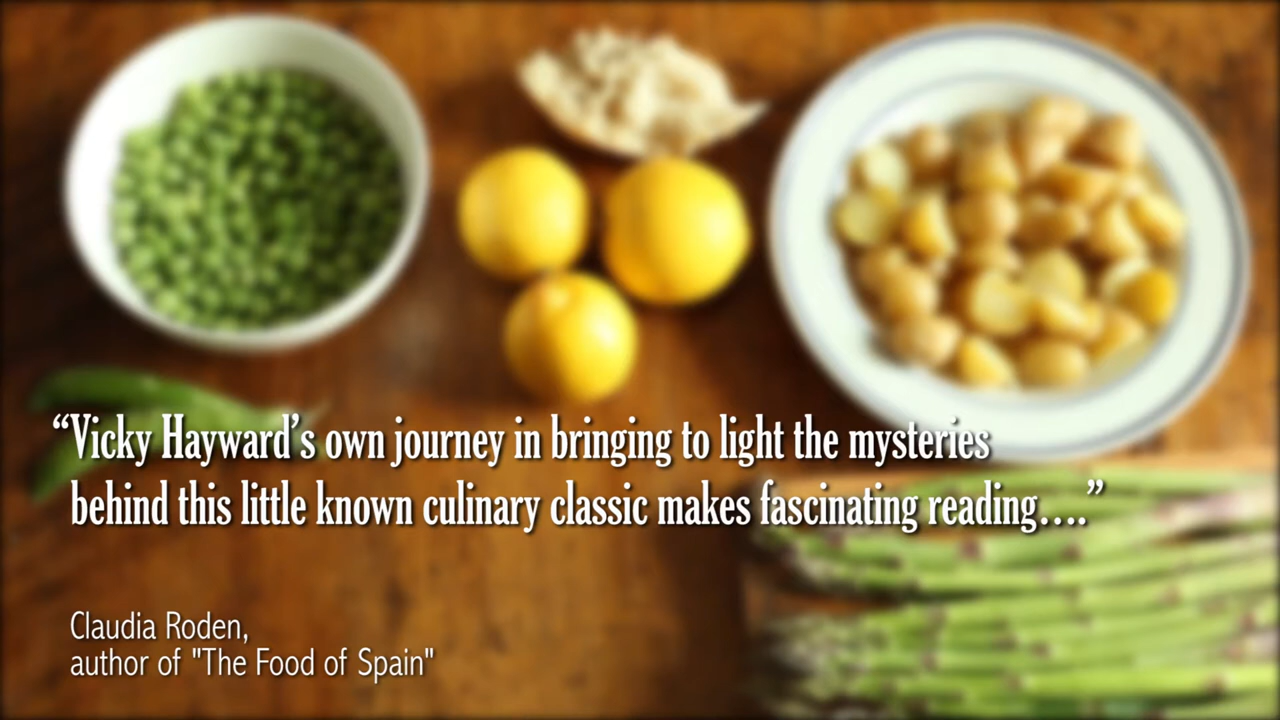 “Vicky Hayward’s own journey in bringing to light the mysteries
behind this little known culinary classic makes fascinating reading....”
Claudia Roden,
author of "The Food of Spain"